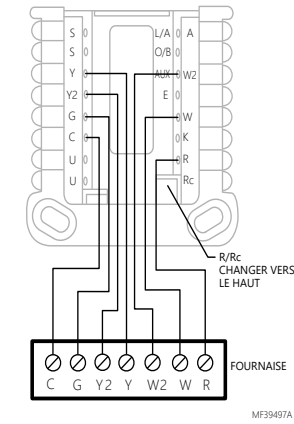 S L/A A
S O/B
Y AUX W2
Y2 E
G W
C K
U R
U Rc
R/Rc
CHANGER VERS
LE HAUT
FOURNAISE
C G Y2 Y W2 W R
MF39497A